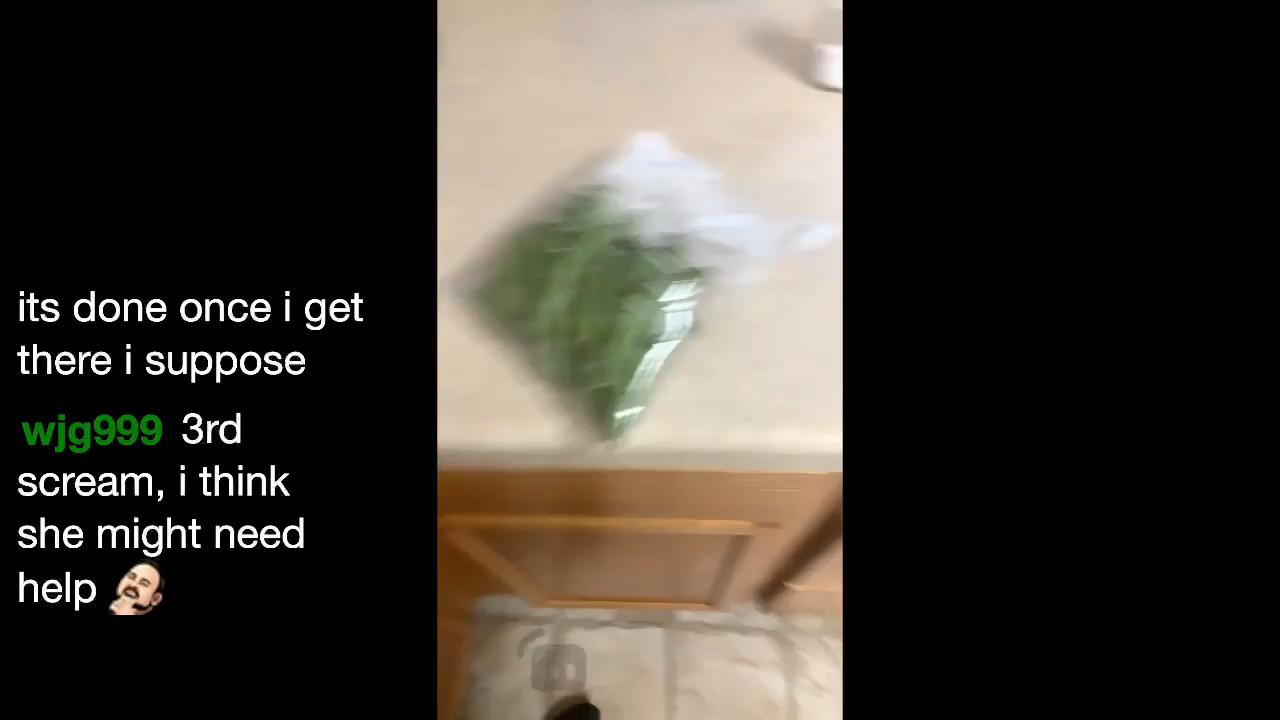 its done once i get
there i suppose
wjg999 3rd
scream, i think
she might need
help